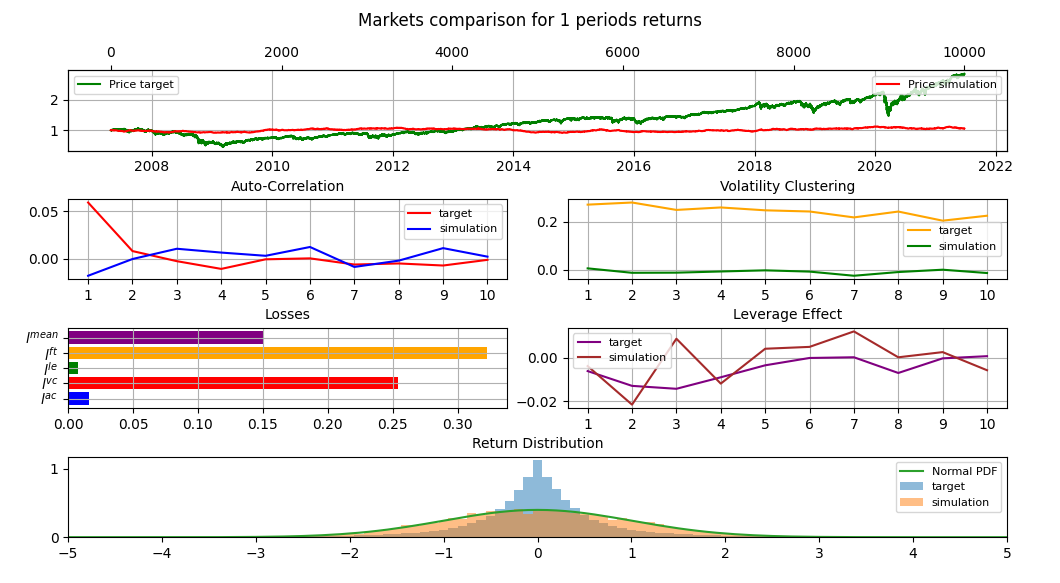 Markets comparison for 1 periods returns
0 2000 4000 6000 8000 10000
Price target
Price simulation
2
1
2008 2010 2012 2014 2016 2018 2020 2022
Auto-Correlation
0.05
0.00
target
simulation
1 2 3 4 5 6 7 8 9 10
Volatility Clustering
0.2
0.0
target
simulation
1 2 3 4 5 6 7 8 9 10
Losses
l^mean
l^ft
l^le
l^vc
l^ac
0.00 0.05 0.10 0.15 0.20 0.25 0.30
Leverage Effect
target
simulation
0.00
−0.02
1 2 3 4 5 6 7 8 9 10
Return Distribution
1
0
Normal PDF
target
simulation
−5 −4 −3 −2 −1 0 1 2 3 4 5